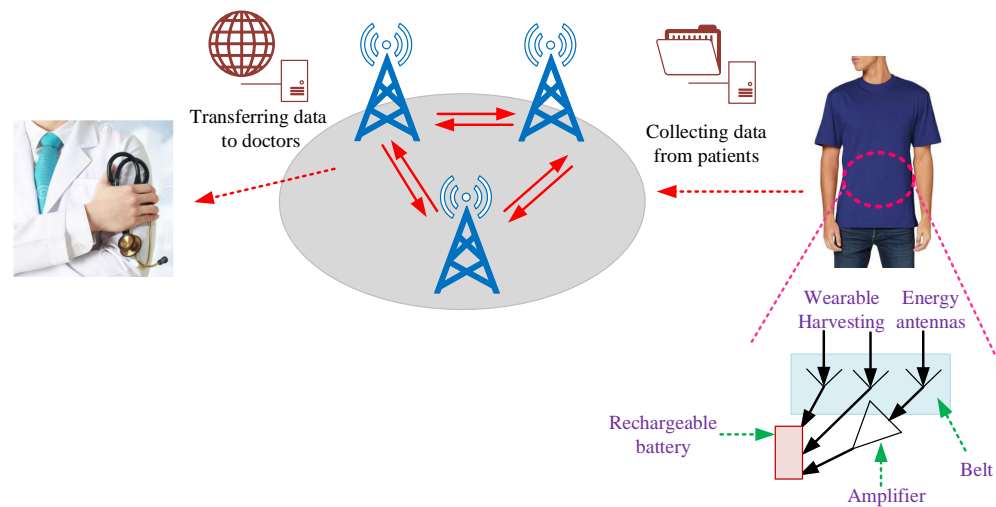 Transferring data
to doctors
Collecting data
from patients
Wearable
Harvesting
Energy
antennas
Rechargeable
battery
Belt
Amplifier